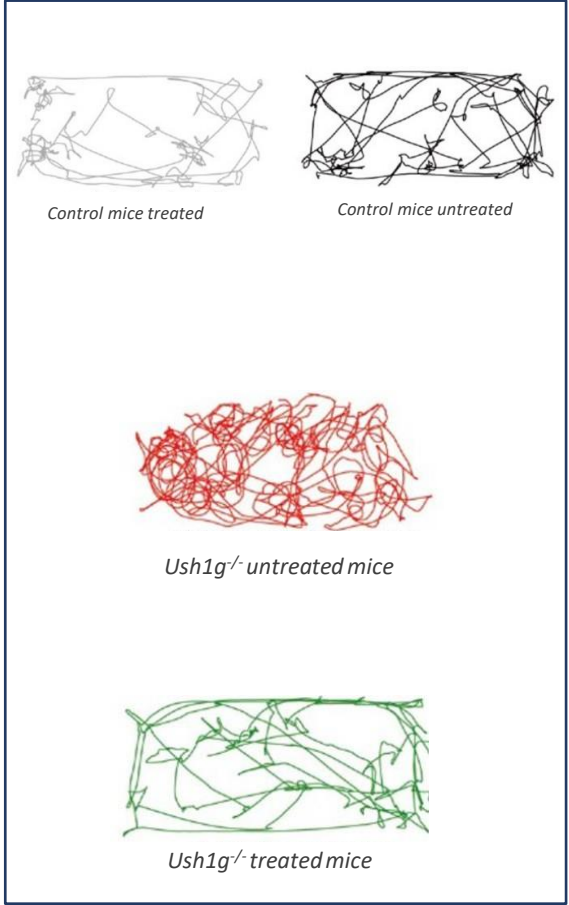 Control mice treated
Control mice untreated
Ush1g-/- untreated mice
Ush1g-/- treated mice